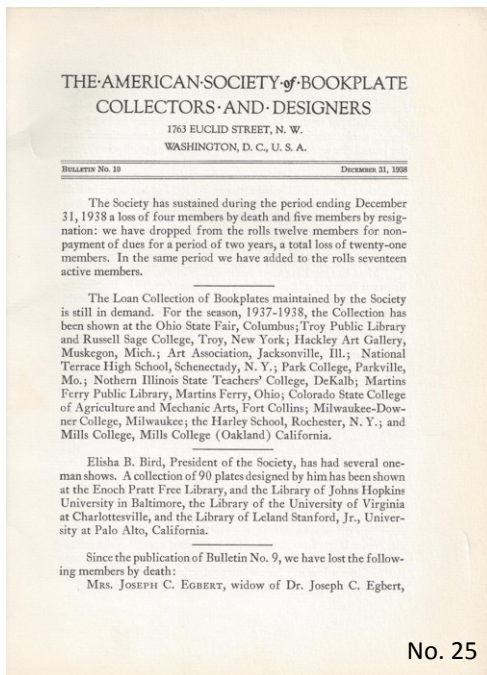 THE·AMERICAN·SOCIETY·of·BOOKPLATE
COLLECTORS·AND·DESIGNERS
1763 EUCLID STREET, N. W.
WASHINGTON, D. C., U. S. A.
BULLETIN No. 10 DECEMBER 31, 1938
The Society has sustained during the period ending December
31, 1938 a loss of four members by death and five members by resig-
nation: we have dropped from the rolls twelve members for non-
payment of dues for a period of two years, a total loss of twenty-one
members. In the same period we have added to the rolls seventeen
active members.
The Loan Collection of Bookplates maintained by the Society
is still in demand. For the season, 1937-1938, the Collection has
been shown at the Ohio State Fair, Columbus; Troy Public Library
and Russell Sage College, Troy, New York; Hackley Art Gallery,
Muskegon, Mich.; Art Association, Jacksonville, Ill.; National
Terrace High School, Schenectady, N. Y.; Park College, Parkville,
Mo.; Nothern Illinois State Teachers' College, DeKalb; Martins
Ferry Public Library, Martins Ferry, Ohio; Colorado State College
of Agriculture and Mechanic Arts, Fort Collins; Milwaukee-Dow-
ner College, Milwaukee; the Harley School, Rochester, N. Y.; and
Mills College, Mills College (Oakland) California.
Elisha B. Bird, President of the Society, has had several one-
man shows. A collection of 90 plates designed by him has been shown
at the Enoch Pratt Free Library, and the Library of Johns Hopkins
University in Baltimore, the Library of the University of Virginia
at Charlottesville, and the Library of Leland Stanford, Jr., Univer-
sity at Palo Alto, California.
Since the publication of Bulletin No. 9, we have lost the follow-
ing members by death:
MRS. JOSEPH C. EGBERT, widow of Dr. Joseph C. Egbert,
No. 25